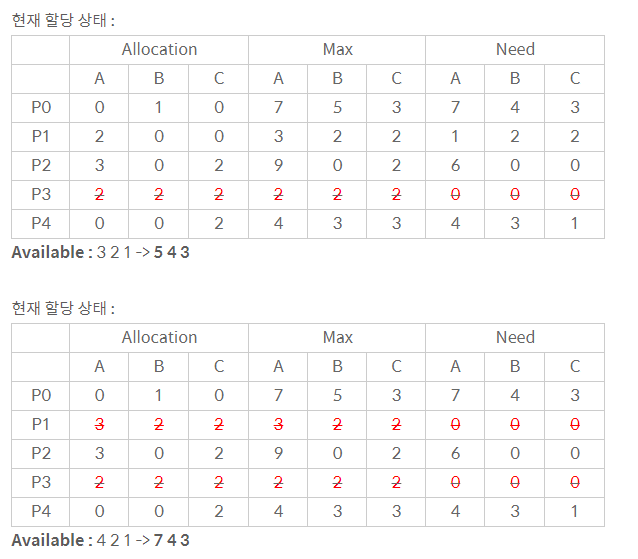 현재 할당 상태 :
Allocation Max Need
A B C A B C A B C
P0 0 1 0 7 5 3 7 4 3
P1 2 0 0 3 2 2 1 2 2
P2 3 0 2 9 0 2 6 0 0
P3 2 2 2 2 2 2 0 0 0
P4 0 0 2 4 3 3 4 3 1
Available : 3 2 1 -> 5 4 3
현재 할당 상태 :
Allocation Max Need
A B C A B C A B C
P0 0 1 0 7 5 3 7 4 3
P1 3 2 2 3 2 2 0 0 0
P2 3 0 2 9 0 2 6 0 0
P3 2 2 2 2 2 2 0 0 0
P4 0 0 2 4 3 3 4 3 1
Available : 4 2 1 -> 7 4 3